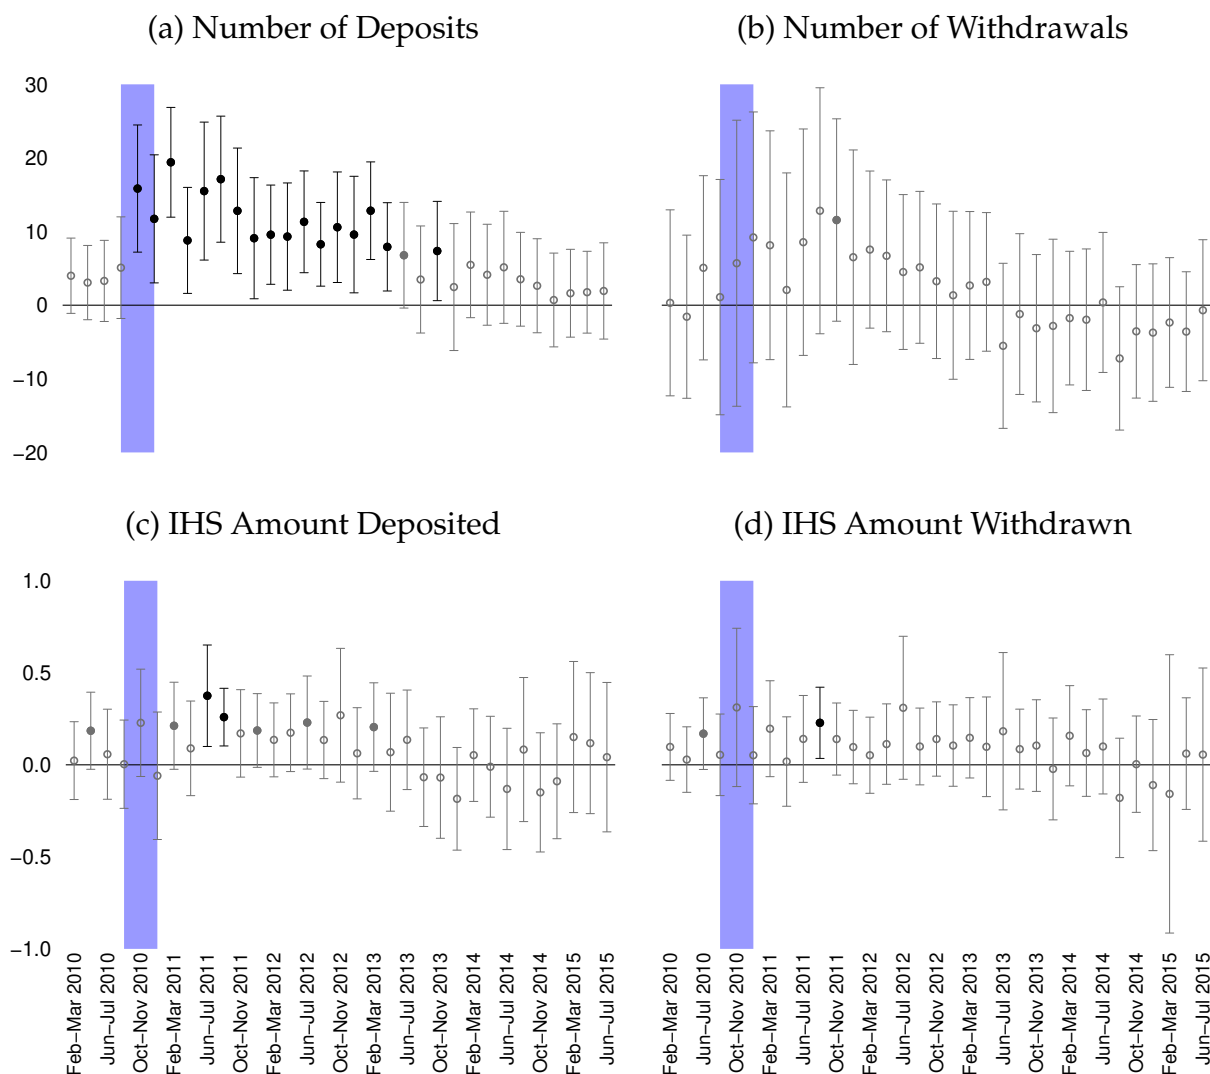 (a) Number of Deposits
(b) Number of Withdrawals
30
20
10
0
−10
−20
(c) IHS Amount Deposited
(d) IHS Amount Withdrawn
1.0
0.5
0.0
−0.5
−1.0
Feb−Mar 2010
Jun−Jul 2010
Oct−Nov 2010
Feb−Mar 2011
Jun−Jul 2011
Oct−Nov 2011
Feb−Mar 2012
Jun−Jul 2012
Oct−Nov 2012
Feb−Mar 2013
Jun−Jul 2013
Oct−Nov 2013
Feb−Mar 2014
Jun−Jul 2014
Oct−Nov 2014
Feb−Mar 2015
Jun−Jul 2015
Feb−Mar 2010
Jun−Jul 2010
Oct−Nov 2010
Feb−Mar 2011
Jun−Jul 2011
Oct−Nov 2011
Feb−Mar 2012
Jun−Jul 2012
Oct−Nov 2012
Feb−Mar 2013
Jun−Jul 2013
Oct−Nov 2013
Feb−Mar 2014
Jun−Jul 2014
Oct−Nov 2014
Feb−Mar 2015
Jun−Jul 2015